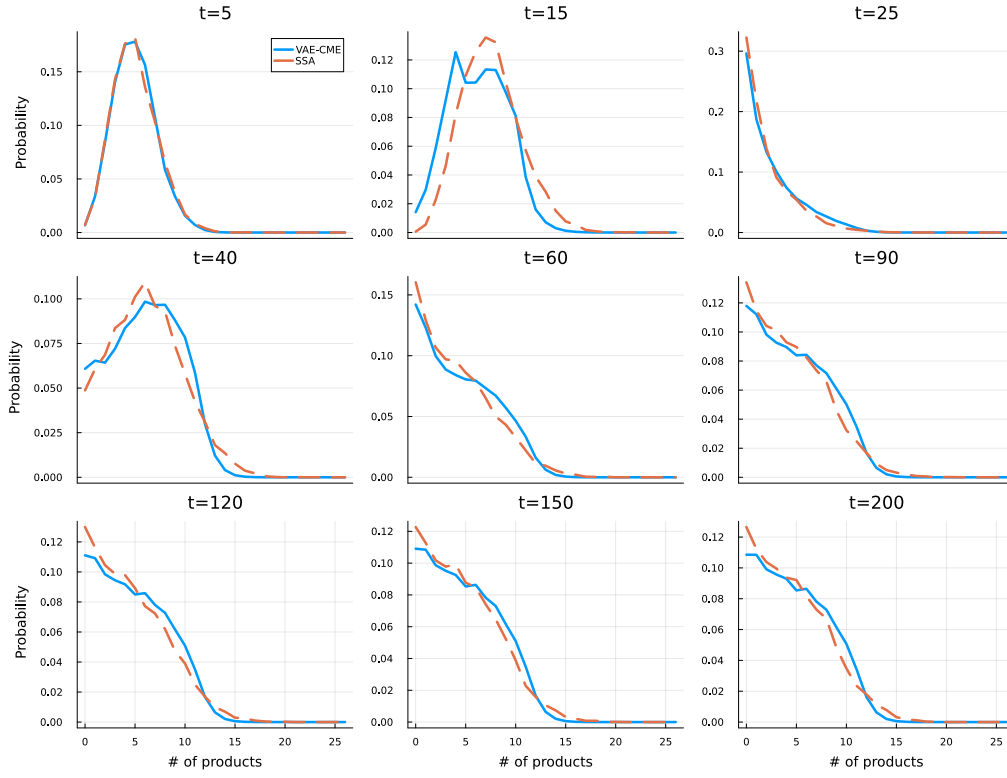 t=5
t=15
t=25
VAE-CME
SSA
Probability
0.15
0.10
0.05
0.00
0.12
0.10
0.08
0.06
0.04
0.02
0.00
0.3
0.2
0.1
0.0
t=40
t=60
t=90
Probability
0.100
0.075
0.050
0.025
0.000
0.15
0.10
0.05
0.00
0.12
0.10
0.08
0.06
0.04
0.02
0.00
t=120
t=150
t=200
Probability
0.12
0.10
0.08
0.06
0.04
0.02
0.00
0.12
0.10
0.08
0.06
0.04
0.02
0.00
0.12
0.10
0.08
0.06
0.04
0.02
0.00
0 5 10 15 20 25
0 5 10 15 20 25
0 5 10 15 20 25
# of products
# of products
# of products